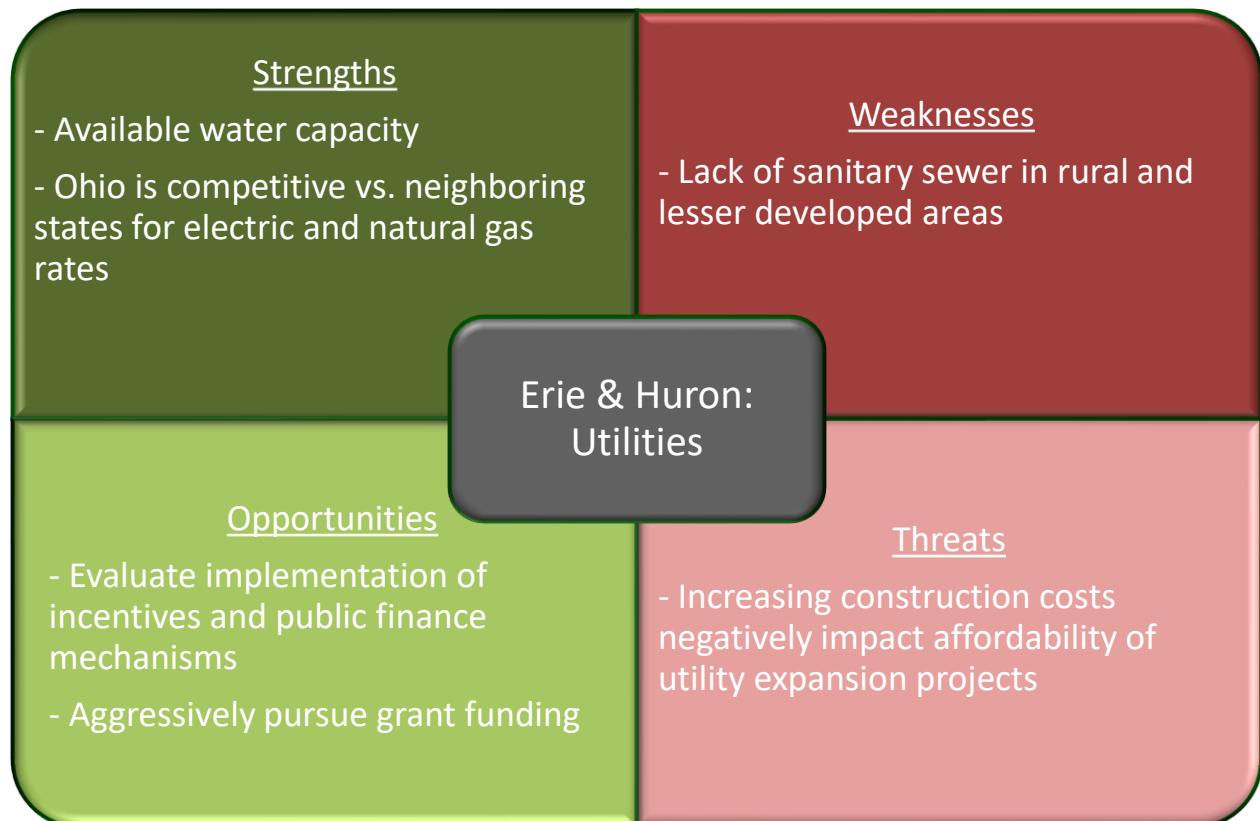 Strengths
- Available water capacity
- Ohio is competitive vs. neighboring
states for electric and natural gas
rates
Weaknesses
- Lack of sanitary sewer in rural and
lesser developed areas
Erie & Huron:
Utilities
Opportunities
- Evaluate implementation of
incentives and public finance
mechanisms
- Aggressively pursue grant funding
Threats
- Increasing construction costs
negatively impact affordability of
utility expansion projects